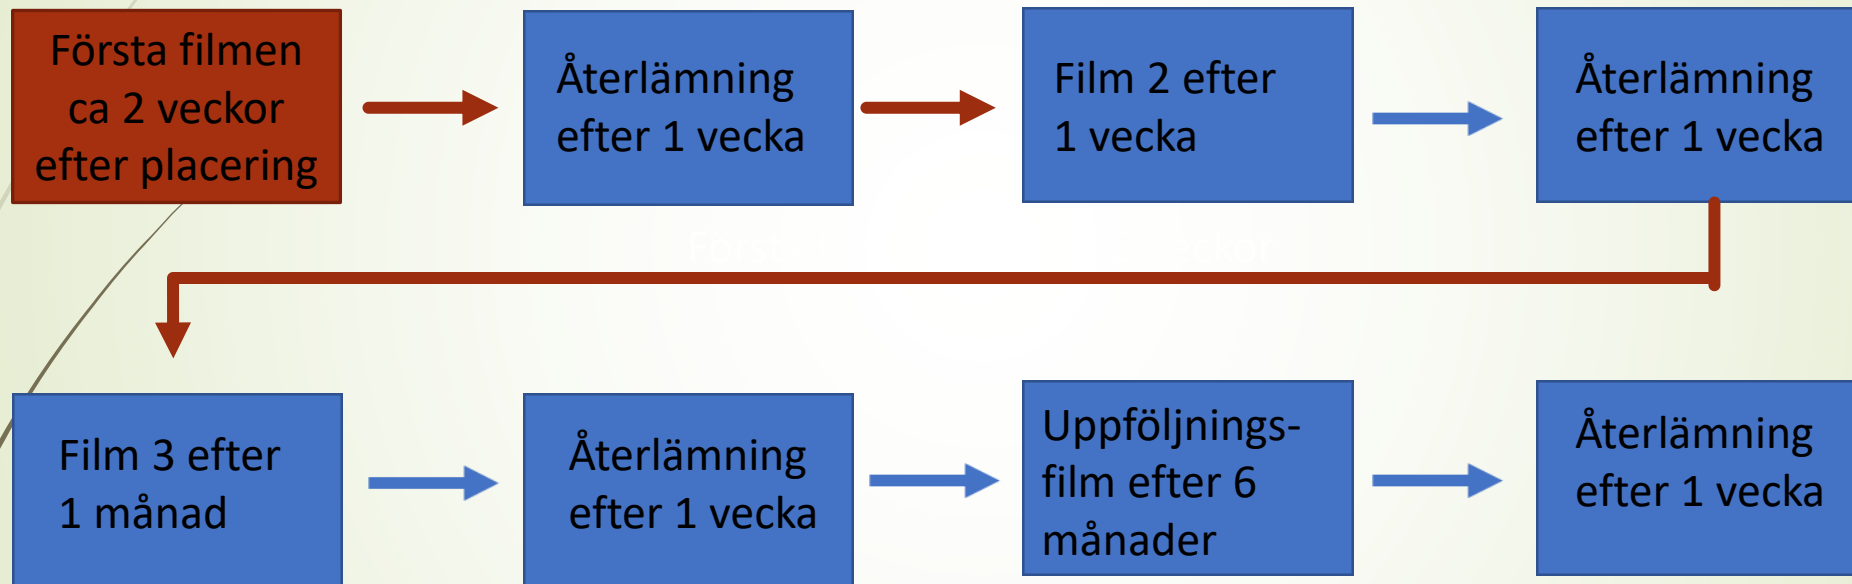 Första filmen
ca 2 veckor
efter placering
Återlämning
efter 1 vecka
Film 2 efter
1 vecka
Återlämning
efter 1 vecka
Film 3 efter
1 månad
Återlämning
efter 1 vecka
Uppföljnings-
film efter 6
månader
Återlämning
efter 1 vecka